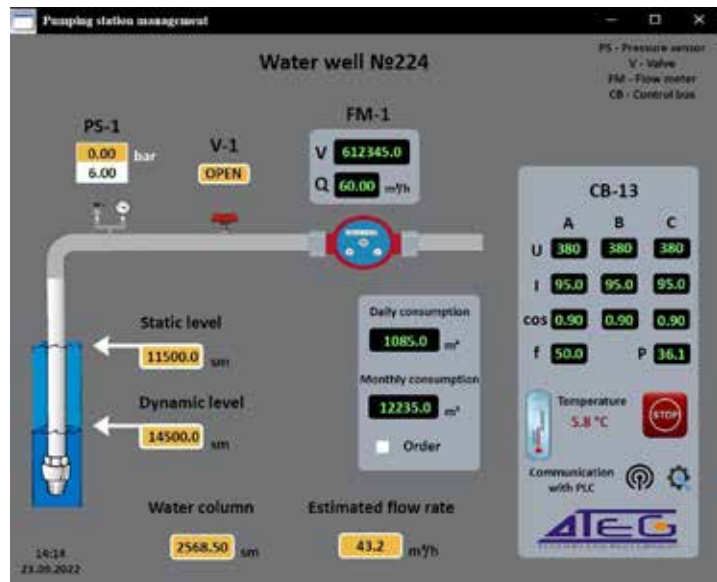 Pumping station management
Water well №224
PS - Pressure sensor
V - Valve
FM - Flow meter
CB - Control box
PS-1
0.00 bar
6.00
V-1
OPEN
FM-1
V 612345.0
Q 60.00 m³/h
CB-13
A B C
U 380 380 380
I 95.0 95.0 95.0
cos 0.90 0.90 0.90
f 50.0 P 36.1
Static level
11500.0 sm
Dynamic level
14500.0 sm
Daily consumption
1085.0 m³
Monthly consumption
12235.0 m³
Order
Temperature
5.8 °C
STOP
Communication
with PLC
Water column
2568.50 sm
Estimated flow rate
43.2 m³/h
ATEG
14:14
23.09.2022